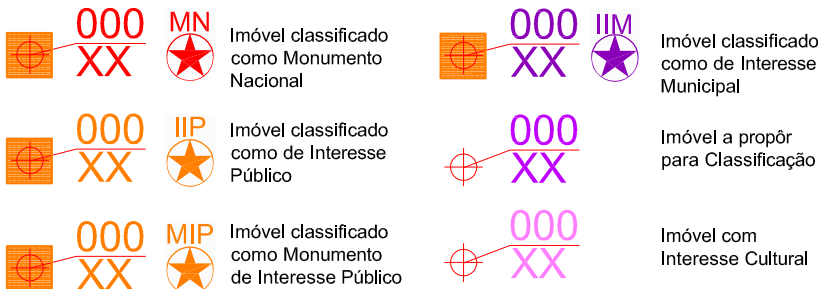 000
XX
MN
Imóvel classificado
como Monumento
Nacional
000
XX
IIP
Imóvel classificado
como de Interesse
Público
000
XX
MIP
Imóvel classificado
como Monumento
de Interesse Público
000
XX
IIM
Imóvel classificado
como de Interesse
Municipal
000
XX
Imóvel a propôr
para Classificação
000
XX
Imóvel com
Interesse Cultural